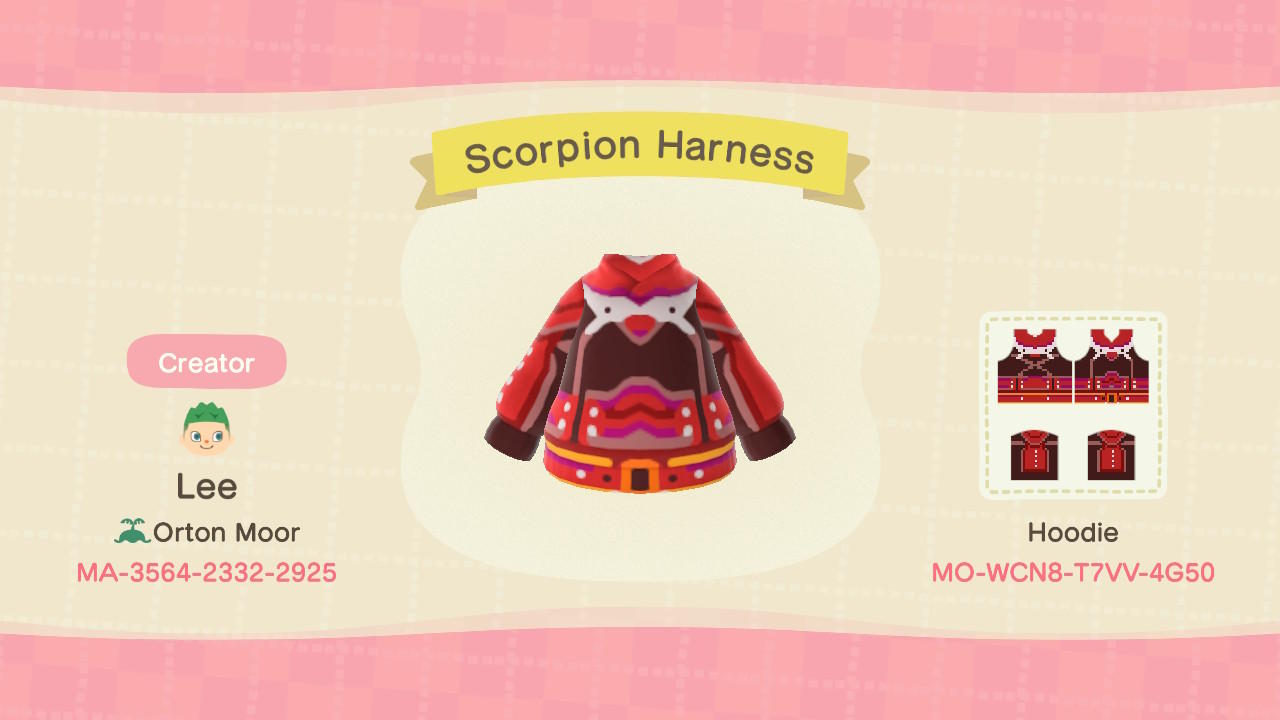 Scorpion Harness
Creator
Lee
Orton Moor
MA-3564-2332-2925
Hoodie
MO-WCN8-T7VV-4G50